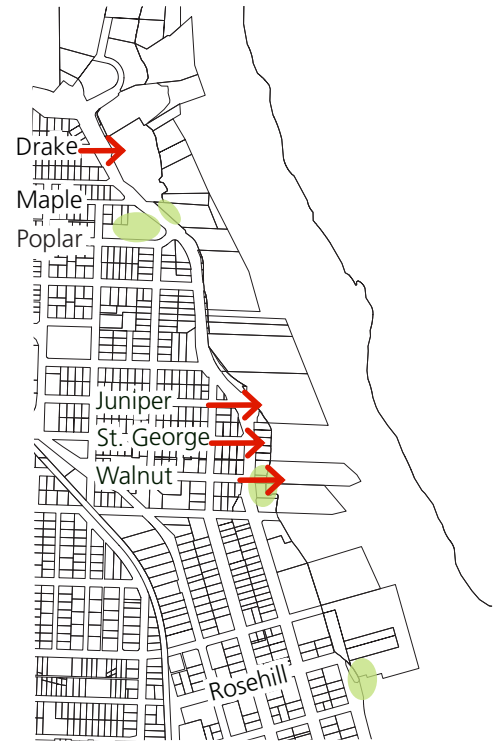 Drake
Maple
Poplar
Juniper
St. George
Walnut
Rosehill